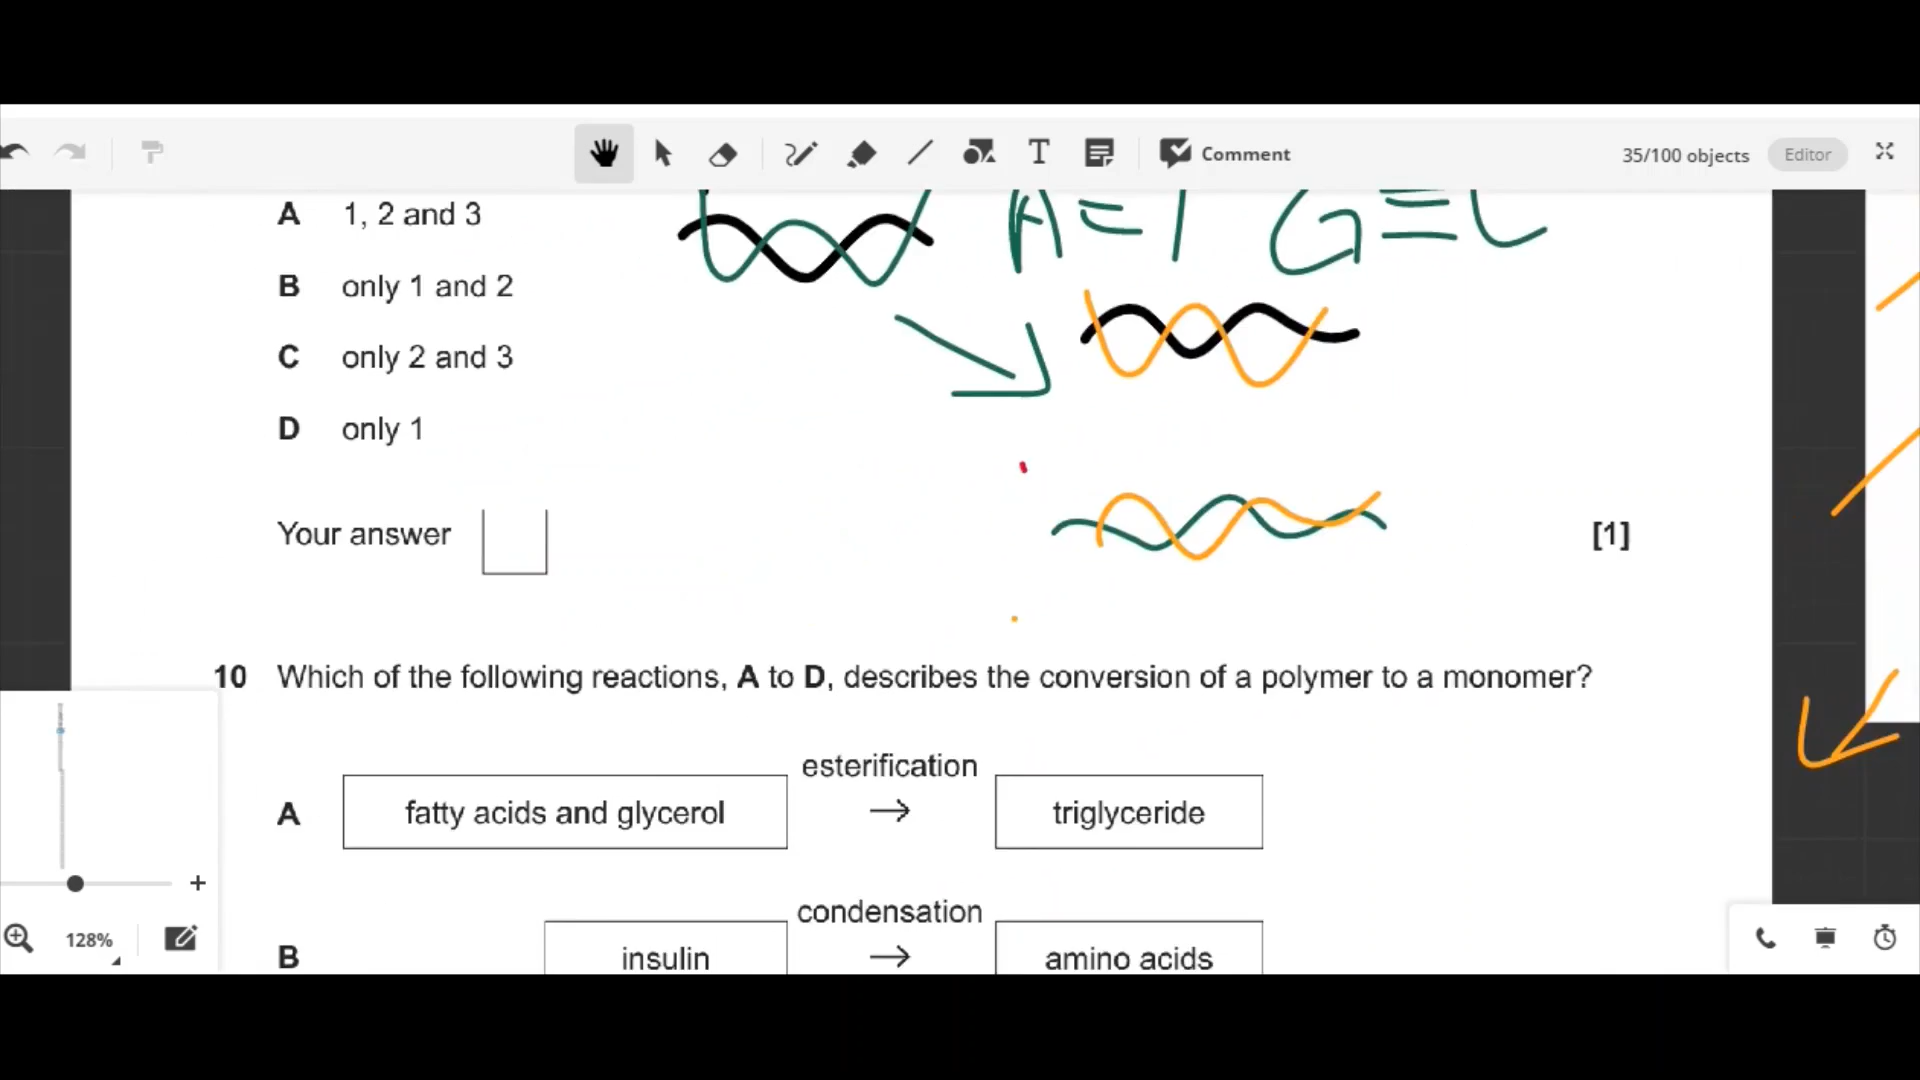 Comment
35/100 objects
Editor
A 1, 2 and 3
A = T G ≡ C
B only 1 and 2
C only 2 and 3
D only 1
Your answer
[1]
10 Which of the following reactions, A to D, describes the conversion of a polymer to a monomer?
esterification
A fatty acids and glycerol → triglyceride
condensation
B insulin → amino acids
128%